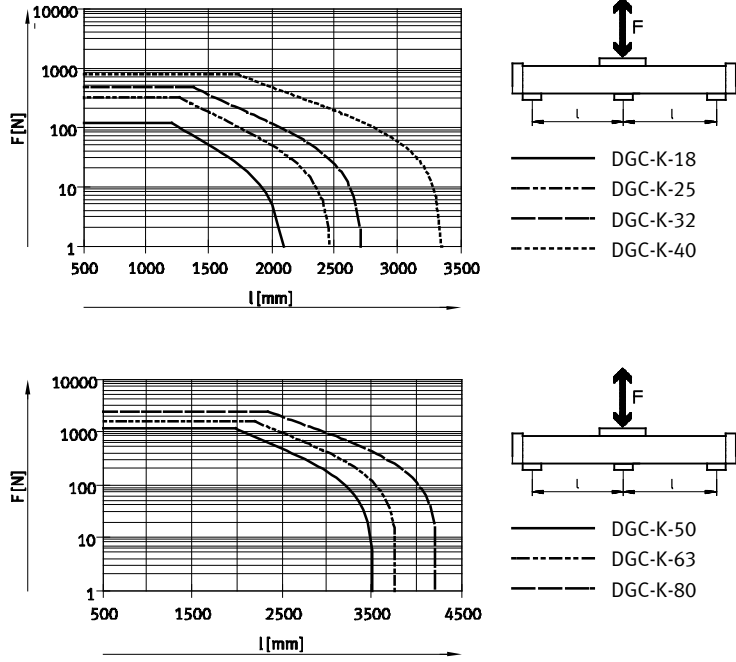 10000
1000
100
10
1
F [N]
500 1000 1500 2000 2500 3000 3500
l [mm]
F
l l
DGC-K-18
DGC-K-25
DGC-K-32
DGC-K-40
10000
1000
100
10
1
F [N]
500 1500 2500 3500 4500
l [mm]
F
l l
DGC-K-50
DGC-K-63
DGC-K-80